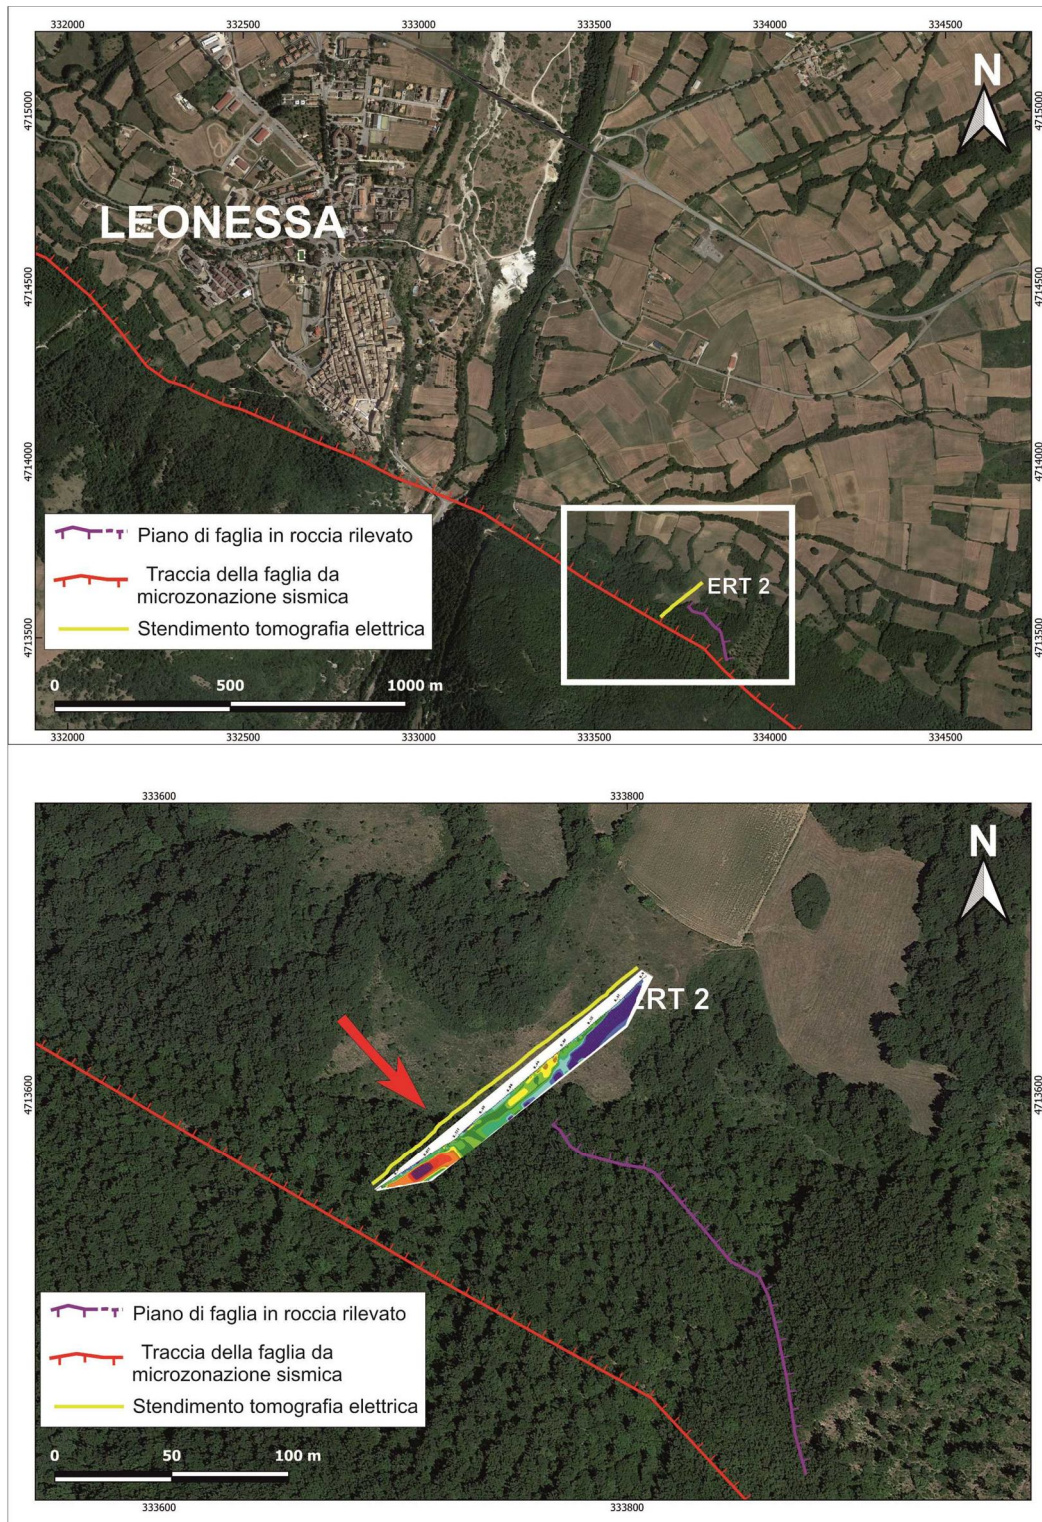 332000 332500 333000 333500 334000 334500
4715000 4715000
N
LEONESSA
4714500 4714500
4714000 4714000
Piano di faglia in roccia rilevato
Traccia della faglia da
microzonazione sismica
Stendimento tomografia elettrica
ERT 2
4713500 4713500
0 500 1000 m
332000 332500 333000 333500 334000 334500
333600 333800
N
ERT 2
4713600 4713600
Piano di faglia in roccia rilevato
Traccia della faglia da
microzonazione sismica
Stendimento tomografia elettrica
0 50 100 m
333600 333800